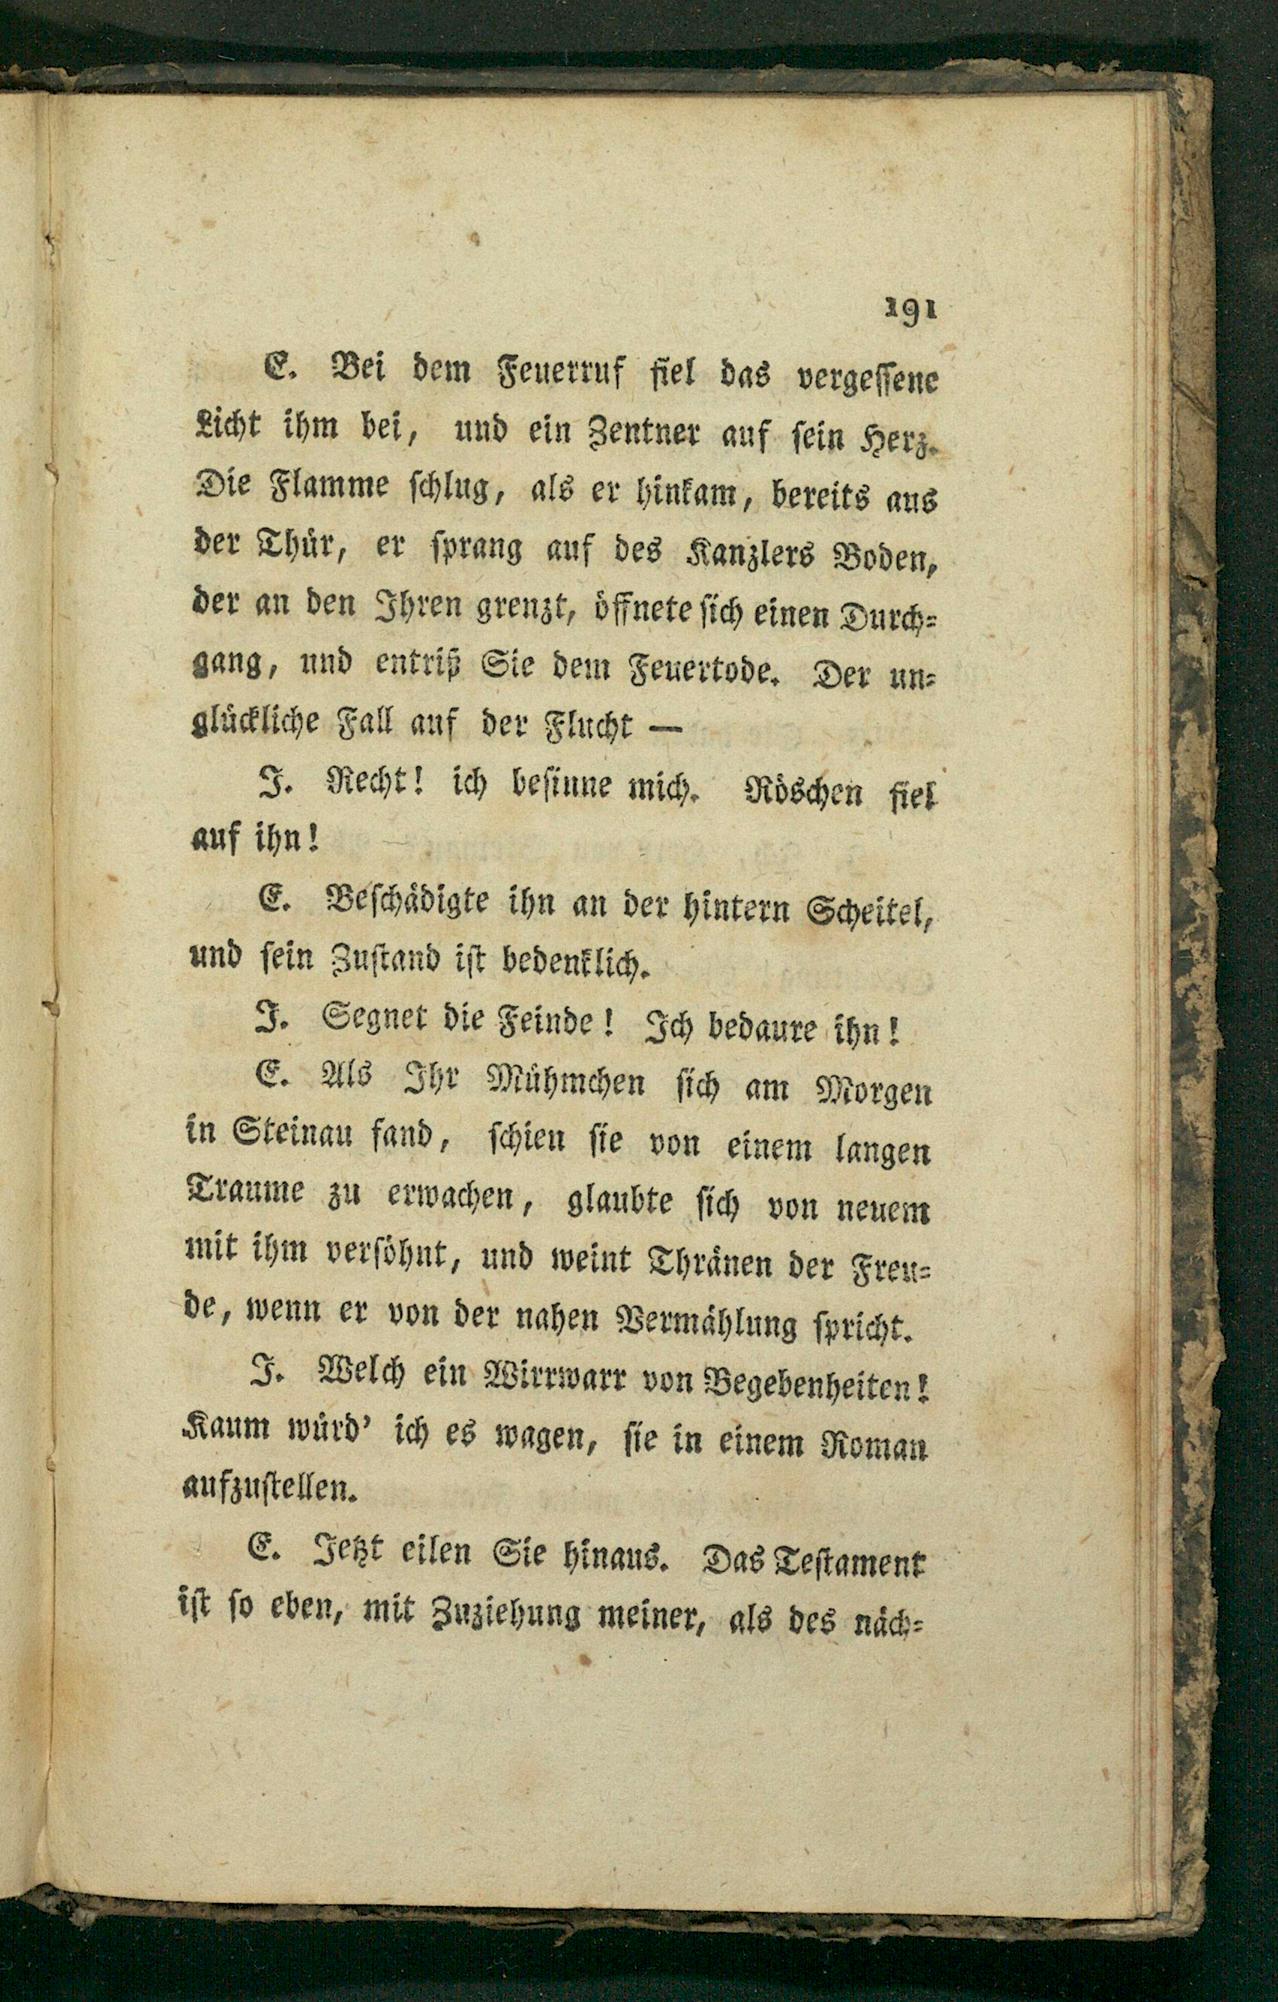 191
E. Bei dem Feuerruf fiel das vergessene
Licht ihm bei, und ein Zentner auf sein Herz.
Die Flamme schlug, als er hinkam, bereits aus
der Thür, er sprang auf des Kanzlers Boden,
der an den Ihren grenzt, öffnete sich einen Durch-
gang, und entriß Sie dem Feuertode. Der un-
glückliche Fall auf der Flucht —
J. Recht! ich besinne mich. Röschen fiel
auf ihn!
E. Beschädigte ihn an der hintern Scheitel,
und sein Zustand ist bedenklich.
J. Segnet die Feinde! Ich bedaure ihn!
E. Als Ihr Mühmchen sich am Morgen
in Steinau fand, schien sie von einem langen
Traume zu erwachen, glaubte sich von neuem
mit ihm versöhnt, und weint Thränen der Freu-
de, wenn er von der nahen Vermählung spricht.
J. Welch ein Wirrwarr von Begebenheiten!
Kaum würd' ich es wagen, sie in einem Roman
aufzustellen.
E. Jetzt eilen Sie hinaus. Das Testament
ist so eben, mit Zuziehung meiner, als des näch-